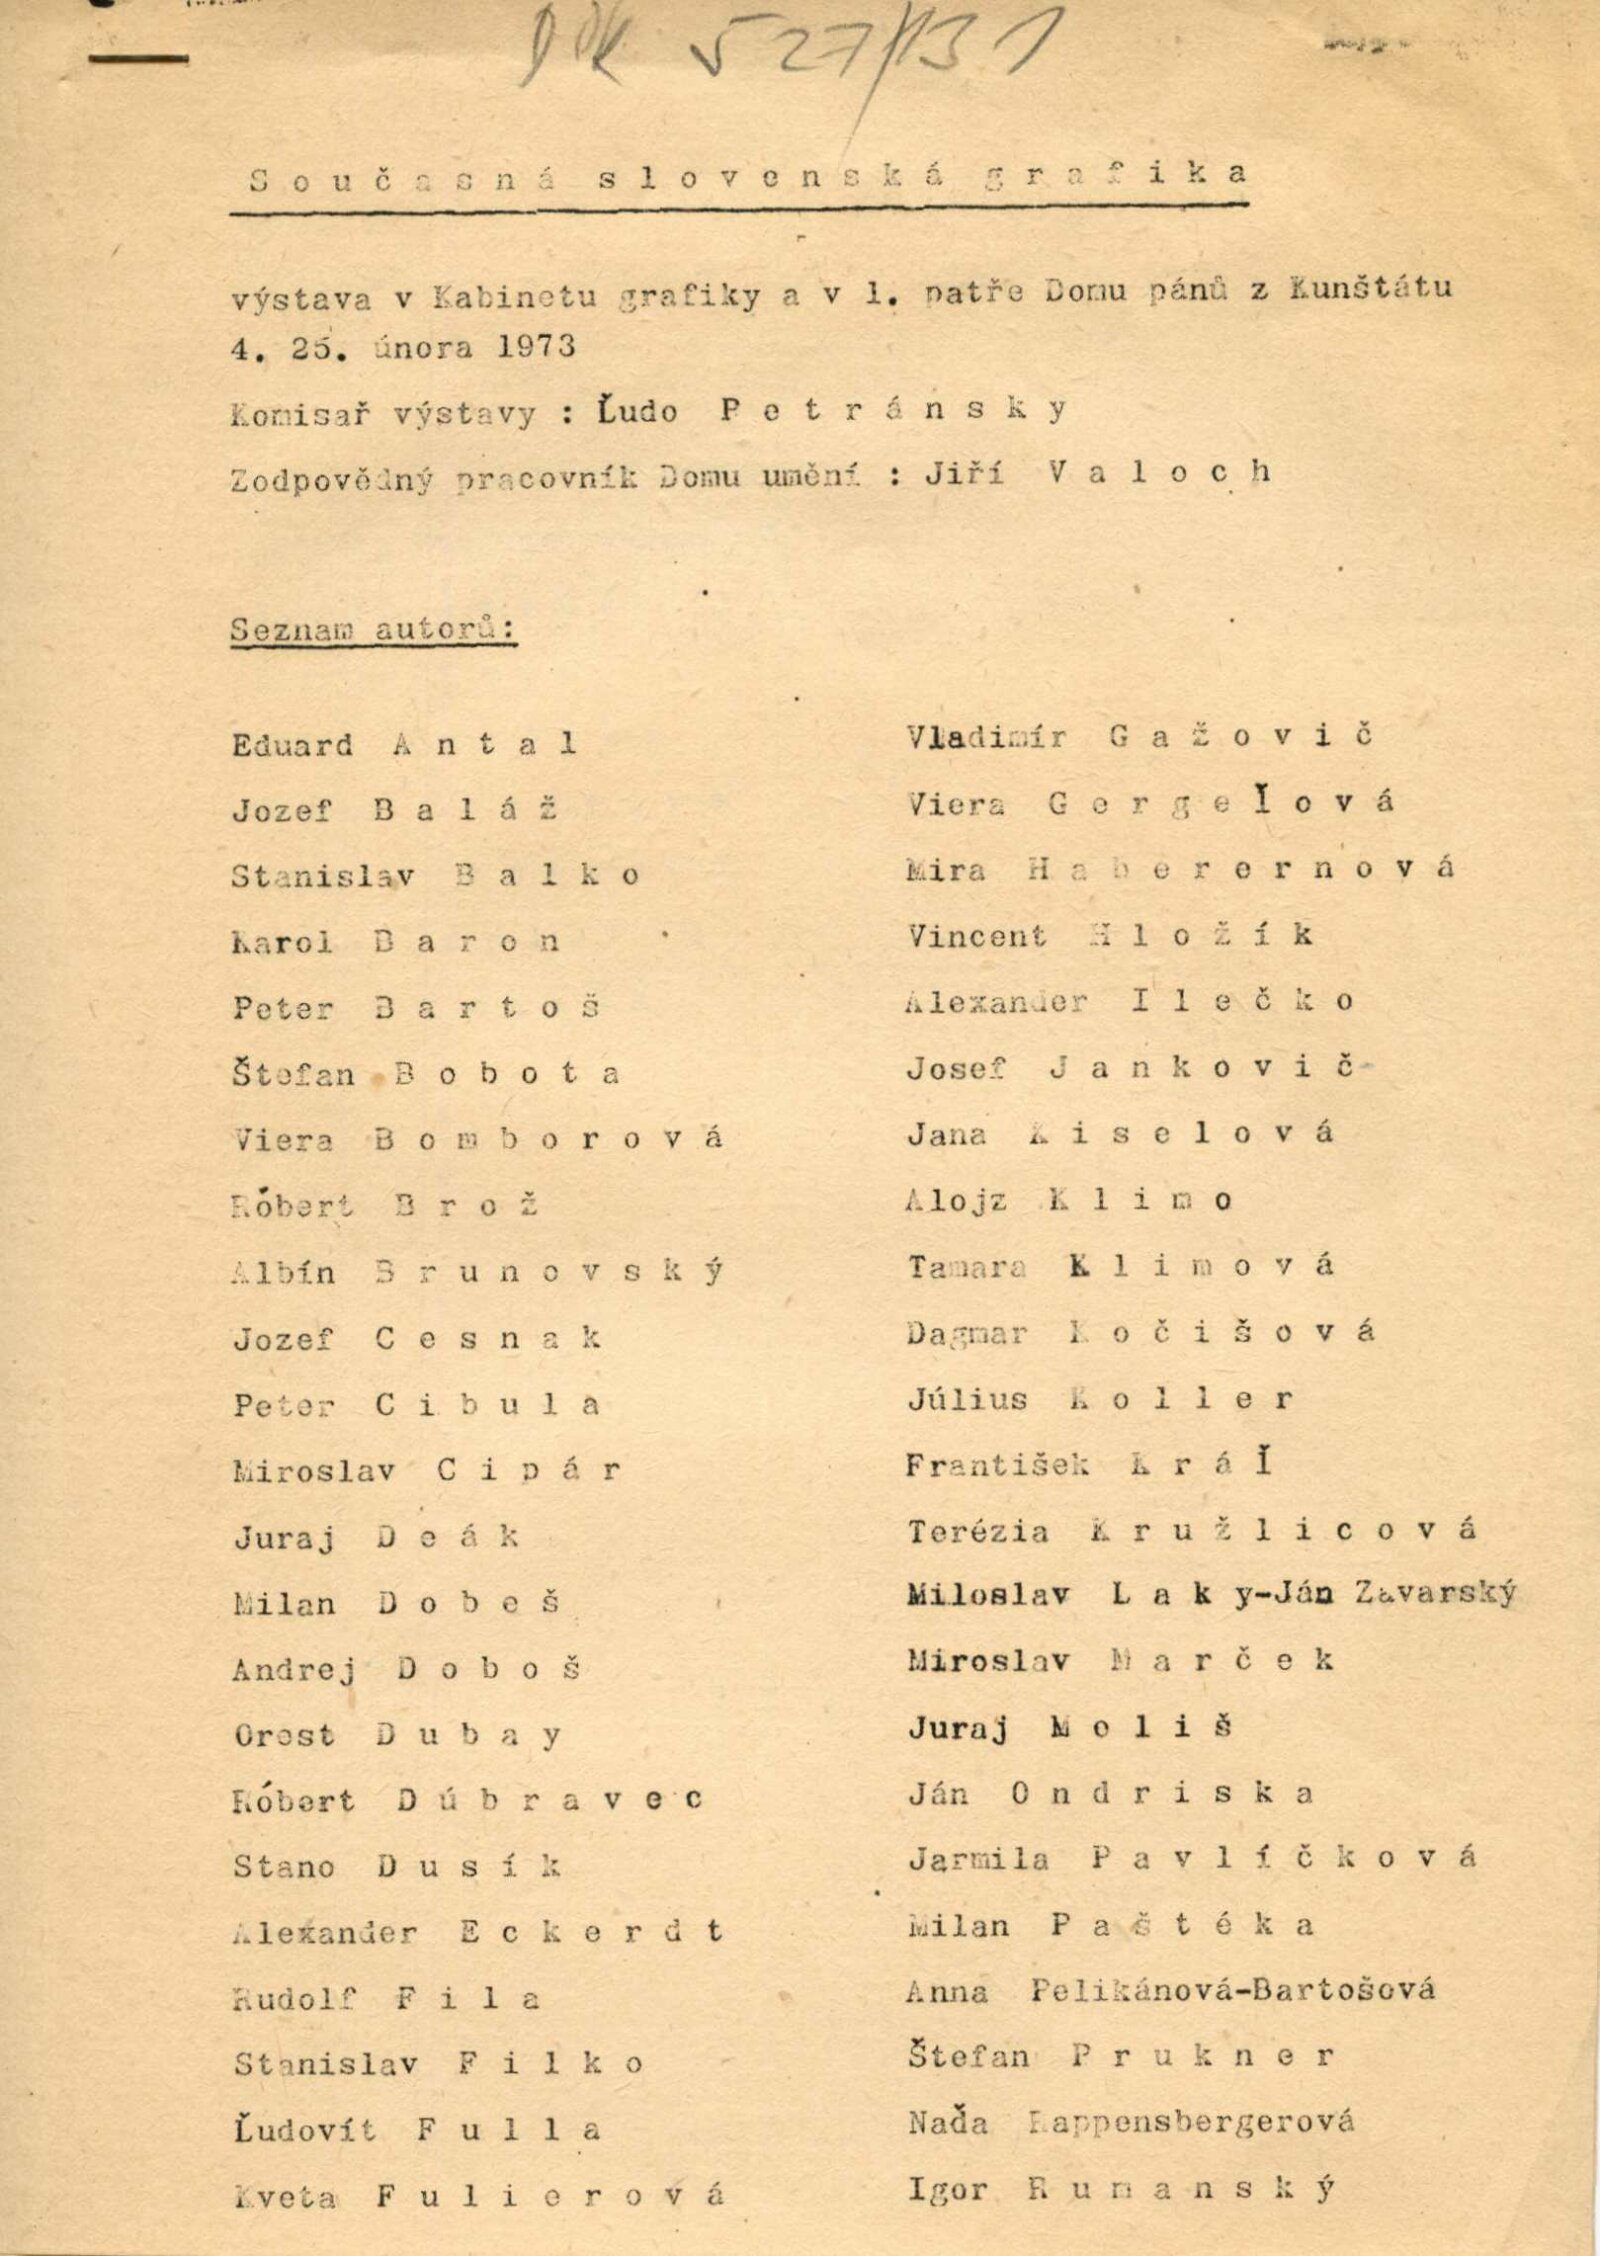 527/131
Současná slovenská grafika
výstava v Kabinetu grafiky a v 1. patře Domu pánů z Kunštátu
4. 25. února 1973
Komisař výstavy : Ľudo Petránsky
Zodpovědný pracovník Domu umění : Jiří Valoch
Seznam autorů:
Eduard Antal
Jozef Baláž
Stanislav Balko
Karol Baron
Peter Bartoš
Štefan Bobota
Viera Bomborová
Róbert Brož
Albín Brunovský
Jozef Cesnak
Peter Cibula
Miroslav Cipár
Juraj Deák
Milan Dobeš
Andrej Doboš
Orest Dubay
Róbert Dúbravec
Stano Dusík
Alexander Eckerdt
Rudolf Fila
Stanislav Filko
Ľudovít Fulla
Kveta Fulierová
Vladimír Gažovič
Viera Gergeľová
Mira Haberernová
Vincent Hložík
Alexander Ilečko
Josef Jankovič
Jana Kiselová
Alojz Klimo
Tamara Klimová
Dagmar Kočišová
Július Koller
František Kráľ
Terézia Kružlicová
Miloslav Laky-Ján Zavarský
Miroslav Marček
Juraj Moliš
Ján Ondriska
Jarmila Pavlíčková
Milan Paštéka
Anna Pelikánová-Bartošová
Štefan Prukner
Naďa Rappensbergerová
Igor Rumanský